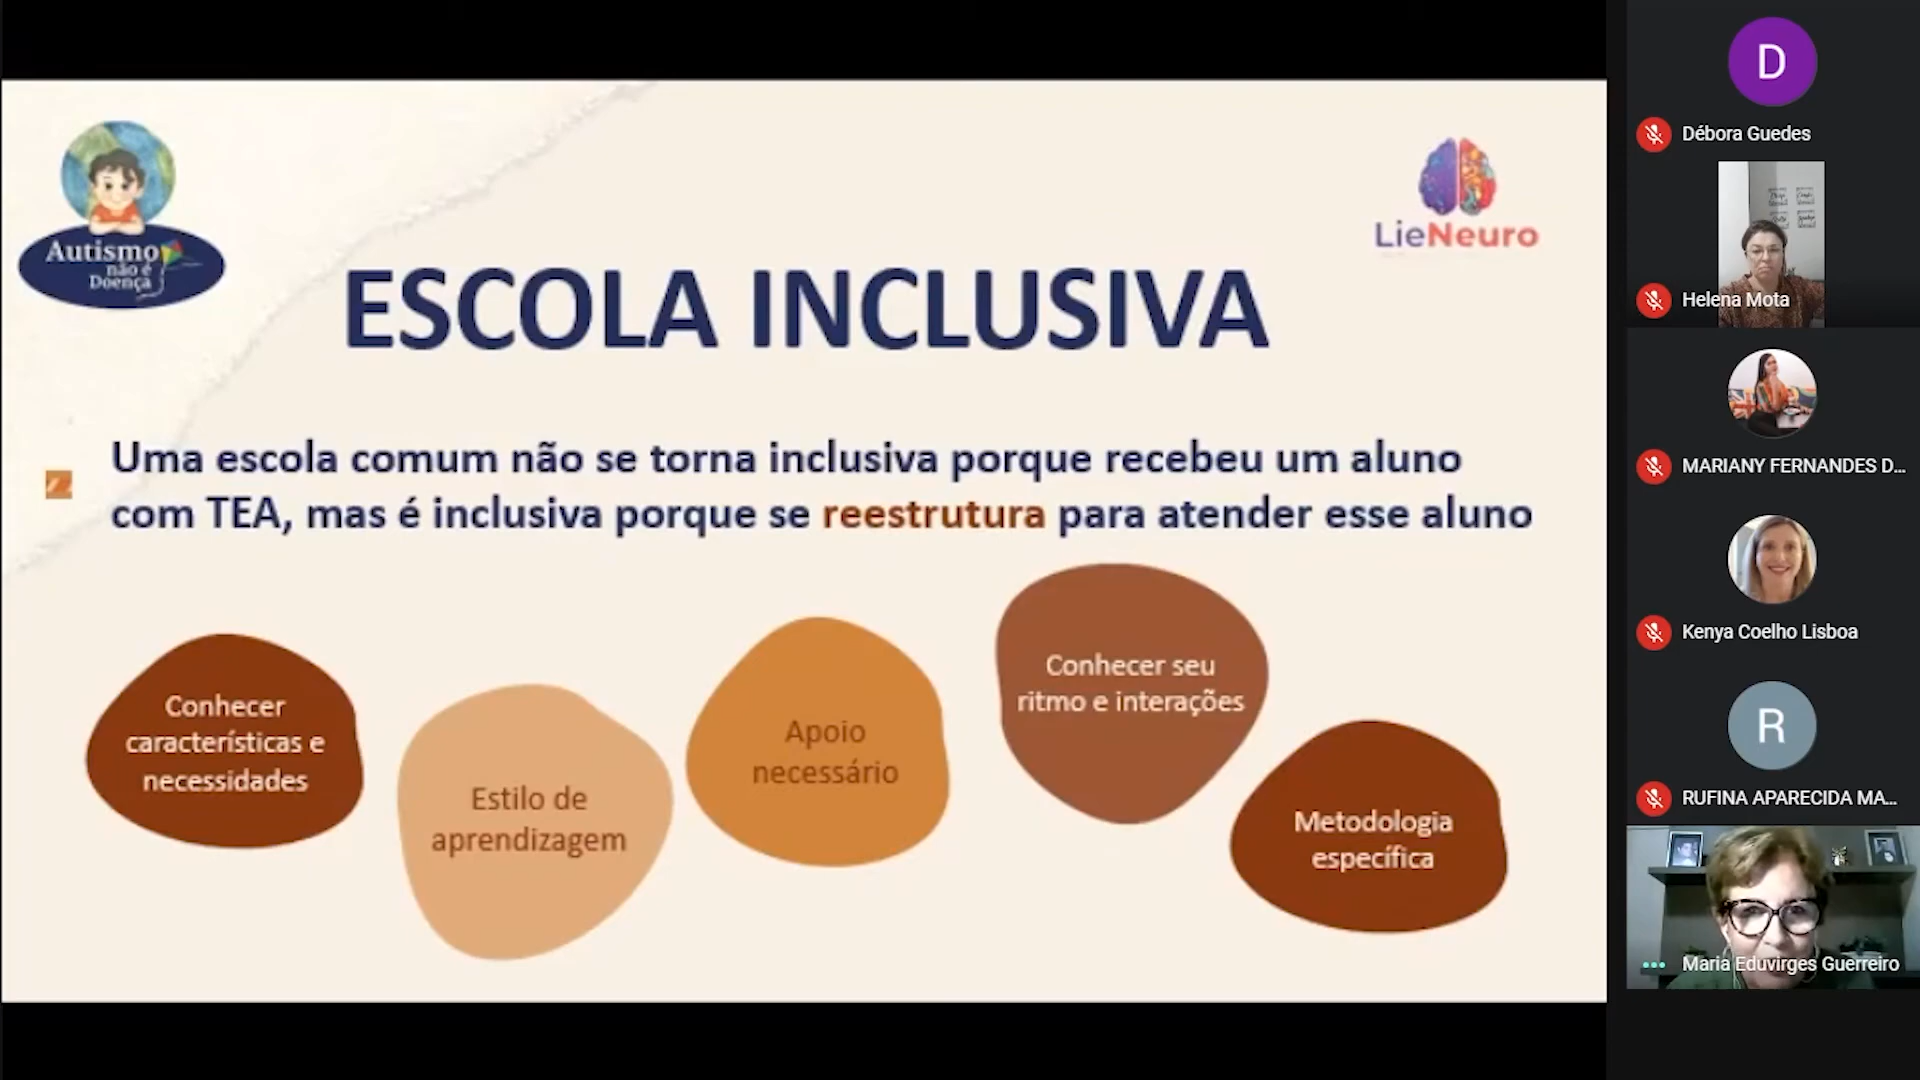 Autismo
não é
Doença
LieNeuro
ESCOLA INCLUSIVA
Uma escola comum não se torna inclusiva porque recebeu um aluno
com TEA, mas é inclusiva porque se reestrutura para atender esse aluno
Conhecer
características e
necessidades
Estilo de
aprendizagem
Apoio
necessário
Conhecer seu
ritmo e interações
Metodologia
específica
D
Débora Guedes
Helena Mota
MARIANY FERNANDES D...
Kenya Coelho Lisboa
R
RUFINA APARECIDA MA...
Maria Eduvirges Guerreiro